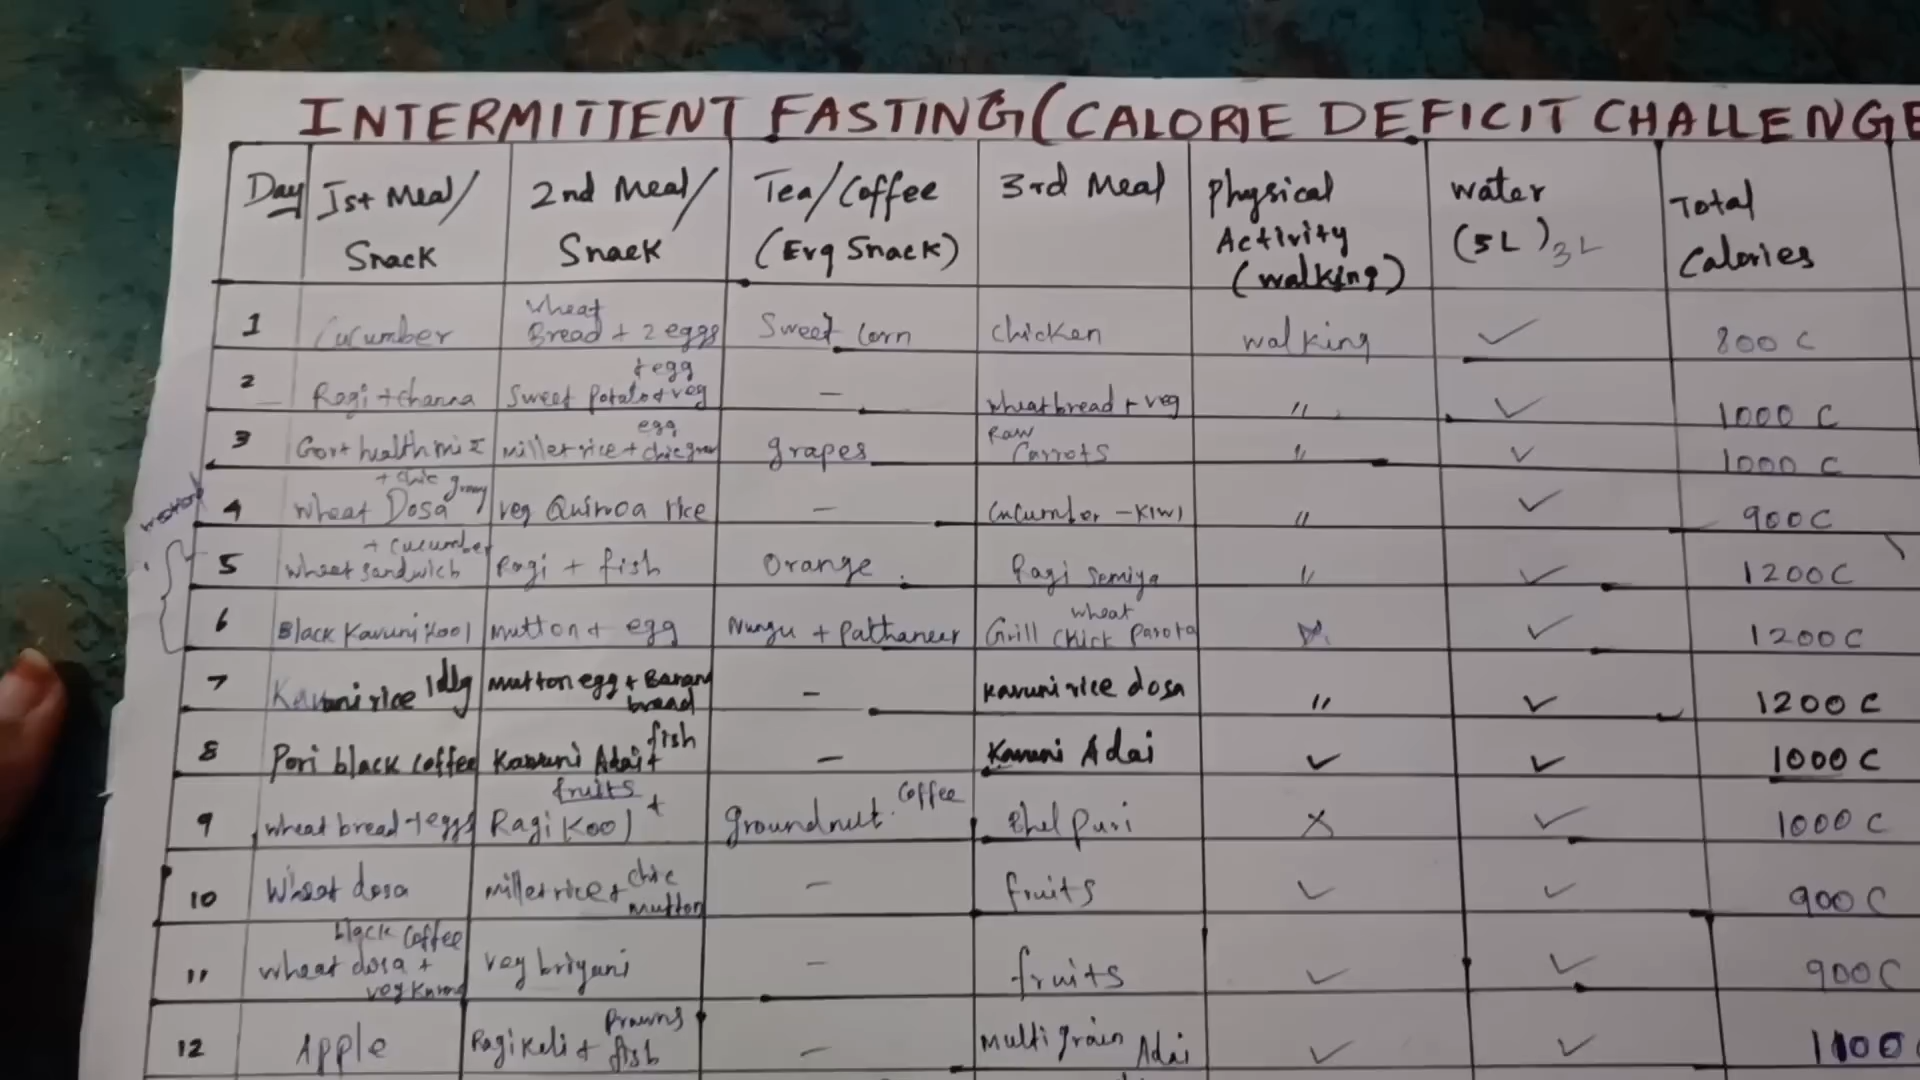 INTERMITTENT FASTING (CALORIE DEFICIT CHALLENGE
Day Ist Meal/ Snack 2nd Meal/ Snack Tea/Coffee (Evg Snack) 3rd Meal Physical Activity (walking) Water (5L) 3L Total Calories
1 Cucumber Wheat Bread + 2 eggs Sweet Corn chicken walking ✓ 800 C
2 Ragi + channa Sweet Potato + veg + egg – wheat bread + veg " ✓ 1000 C
3 Govt health mix Millet rice + egg grapes Raw Carrots " ✓ 1000 C
4 Wheat Dosa + chic gravy veg Quinoa rice – Cucumber - Kiwi " ✓ 900 C
5 wheat sandwich + cucumber Ragi + fish Orange Ragi Semiya " ✓ 1200 C
6 Black Kavuni Kool Mutton + egg Nungu + Pathaneer Grill Chick wheat Parota ✓ 1200 C
7 Kavuni rice Idly Mutton egg + bread – Kavuni rice dosa " ✓ 1200 C
8 Pori black coffee Kavuni Adai + fish – Kavuni Adai ✓ ✓ 1000 C
9 wheat bread + eggs Ragi Kool + fruits groundnut. Coffee Bhel Puri X ✓ 1000 C
10 Wheat dosa millet rice + chic mutton – fruits ✓ ✓ 900 C
11 black coffee wheat dosa + veg Kurma veg briyani – fruits ✓ ✓ 900 C
12 Apple Ragi Keli + Prawns fish – Multi grain Adai ✓ ✓ 1100